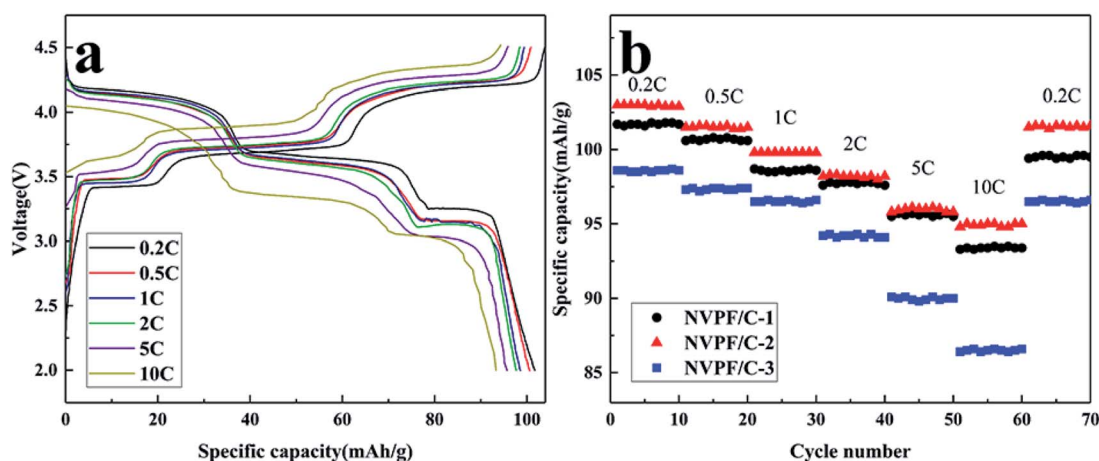 a
Voltage(V)
4.5
4.0
3.5
3.0
2.5
2.0
0.2C
0.5C
1C
2C
5C
10C
0
20
40
60
80
100
Specific capacity(mAh/g)
b
Specific capacity(mAh/g)
105
100
95
90
85
0.2C
0.5C
1C
2C
5C
10C
0.2C
NVPF/C-1
NVPF/C-2
NVPF/C-3
0
10
20
30
40
50
60
70
Cycle number